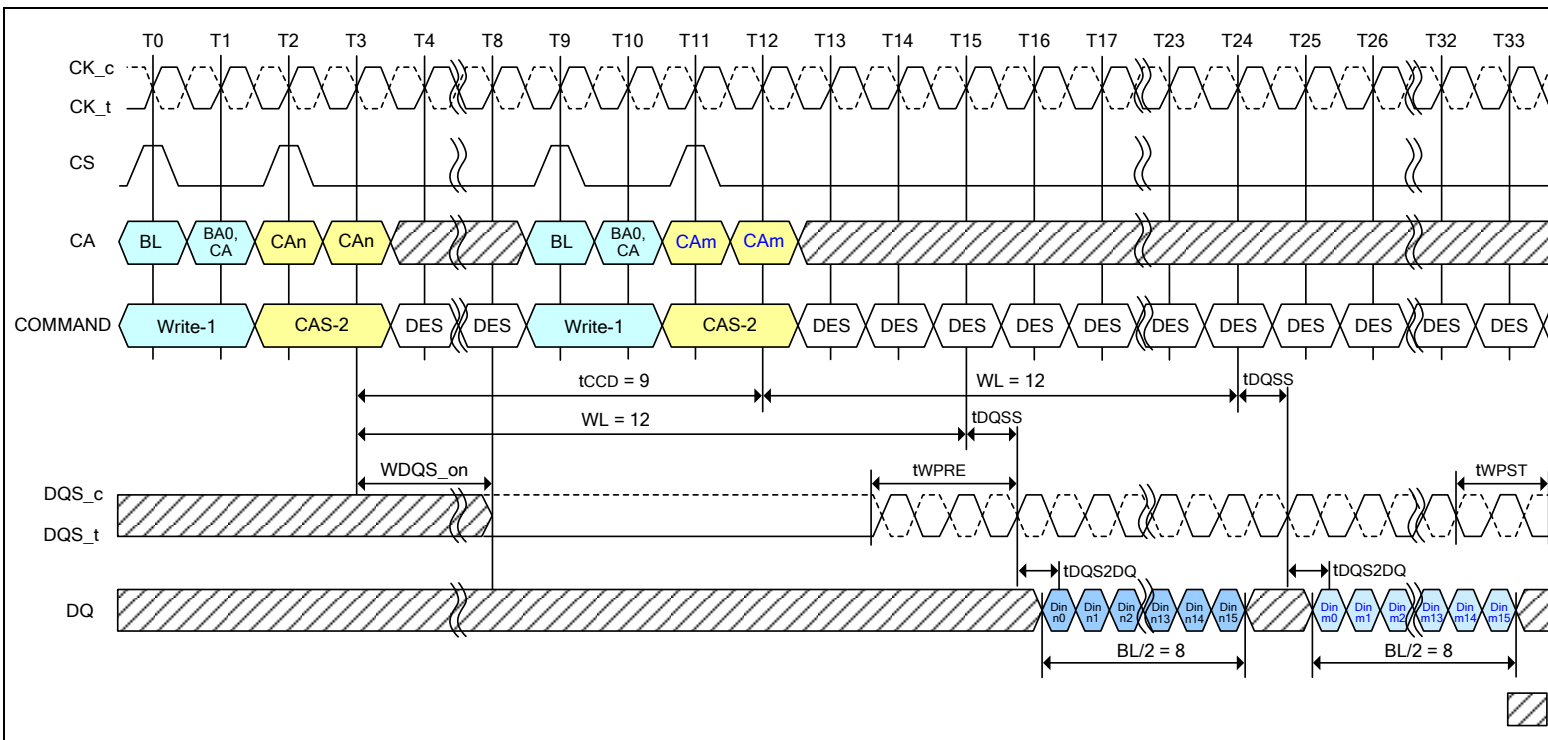 T0 T1 T2 T3 T4 T8 T9 T10 T11 T12 T13 T14 T15 T16 T17 T23 T24 T25 T26 T32 T33
CK_c
CK_t
CS
CA BL BA0, CA CAn CAn BL BA0, CA CAm CAm
COMMAND Write-1 CAS-2 DES DES Write-1 CAS-2 DES DES DES DES DES DES DES DES DES DES DES
tCCD = 9 WL = 12 tDQSS
WL = 12 tDQSS
WDQS_on tWPRE tWPST
DQS_c
DQS_t
tDQS2DQ tDQS2DQ
DQ Din n0 Din n1 Din n2 Din n13 Din n14 Din n15 Din m0 Din m1 Din m2 Din m13 Din m14 Din m15
BL/2 = 8 BL/2 = 8